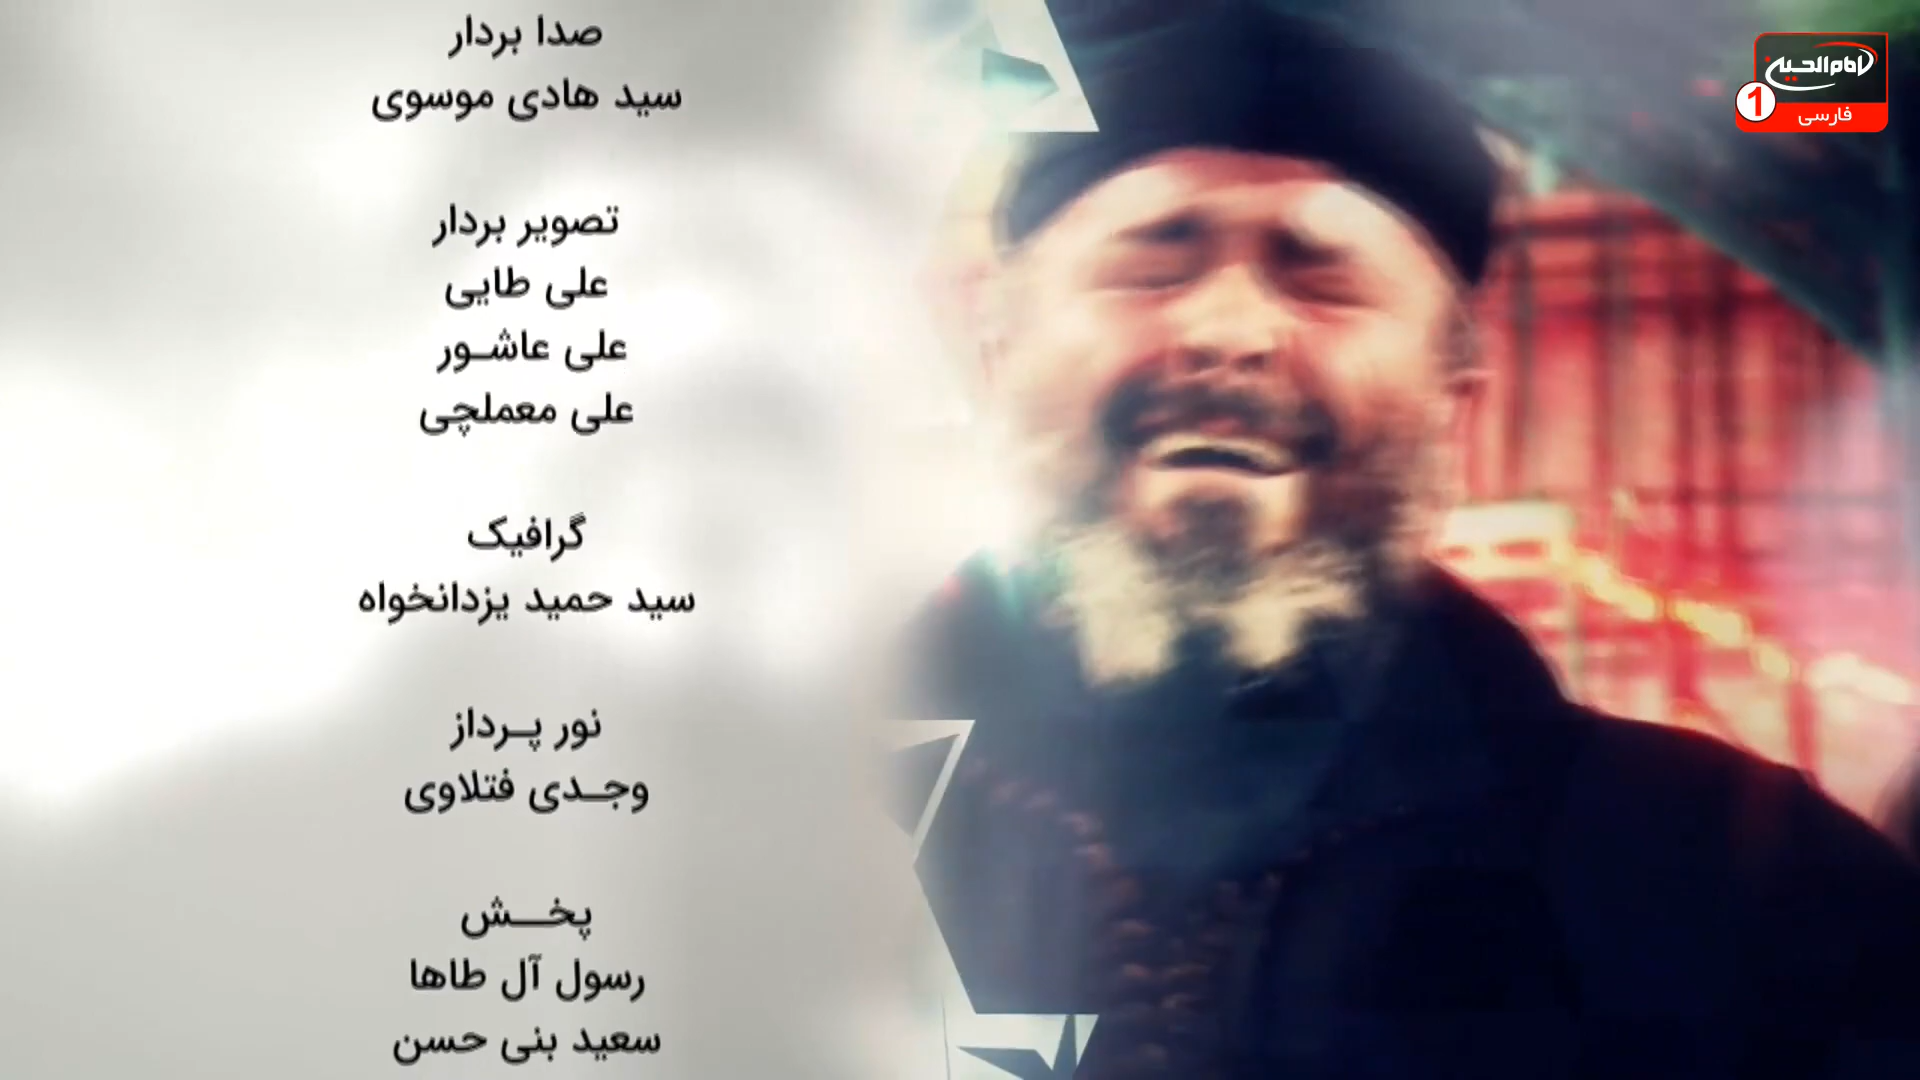 صدا بردار
سید هادی موسوی
تصویر بردار
علی طایی
علی عاشـور
علی معملچی
گرافیک
سید حمید یزدانخواه
نور پـرداز
وجـدی فتلاوی
پخـــش
رسول آل طاها
سعید بنی حسن
امام الحسین
1
فارسی